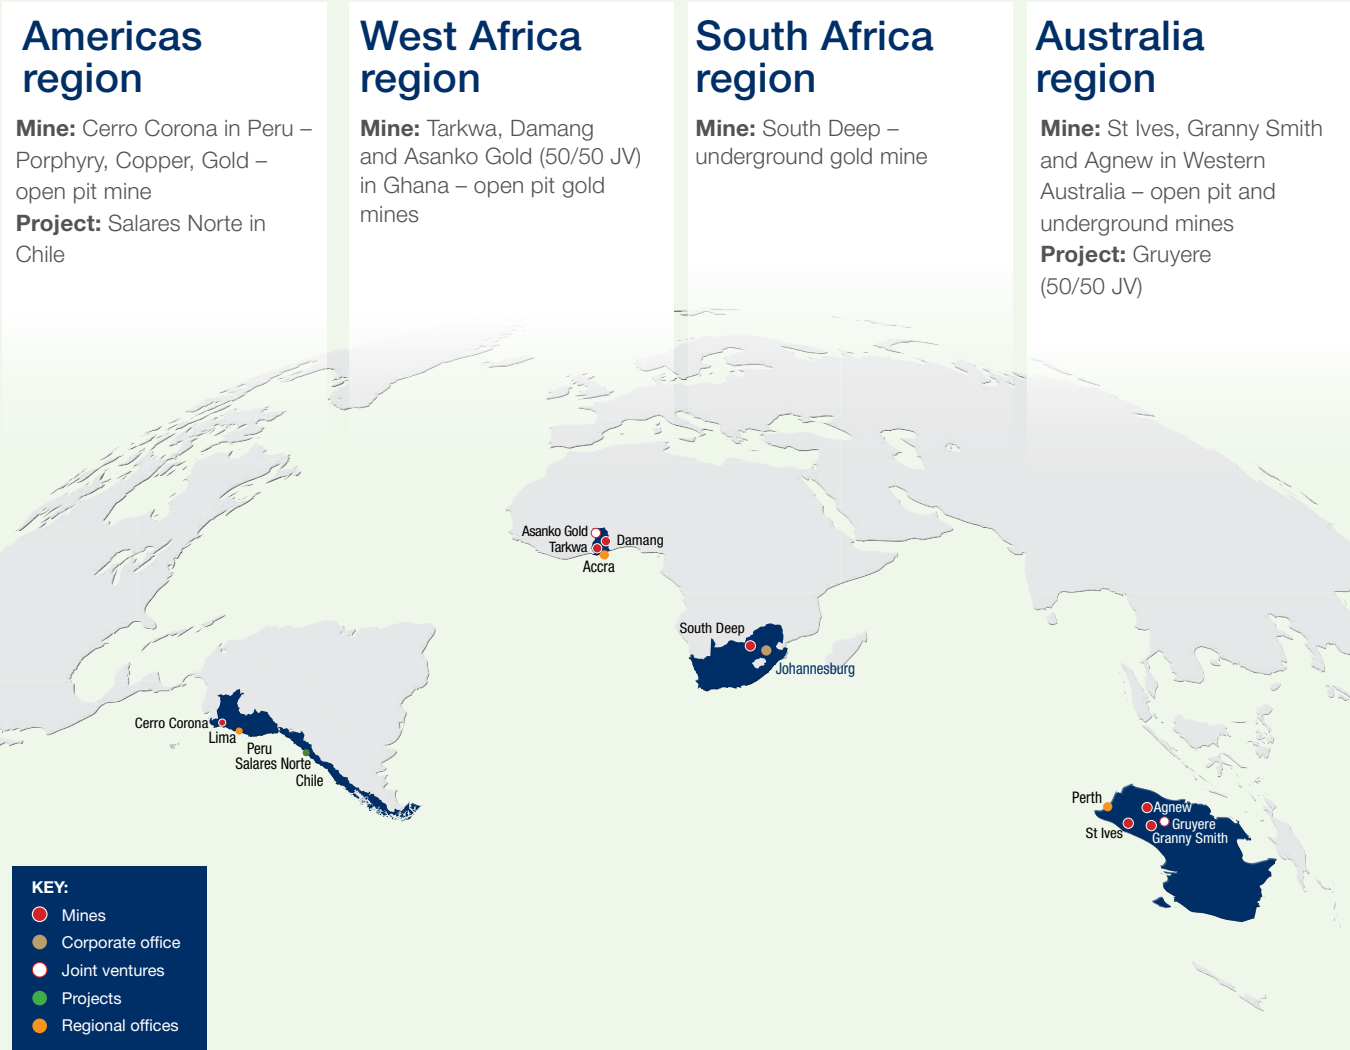 Americas
region
Mine: Cerro Corona in Peru –
Porphyry, Copper, Gold –
open pit mine
Project: Salares Norte in
Chile
West Africa
region
Mine: Tarkwa, Damang
and Asanko Gold (50/50 JV)
in Ghana – open pit gold
mines
South Africa
region
Mine: South Deep –
underground gold mine
Australia
region
Mine: St Ives, Granny Smith
and Agnew in Western
Australia – open pit and
underground mines
Project: Gruyere
(50/50 JV)
Asanko Gold
Tarkwa
Damang
Accra
South Deep
Johannesburg
Cerro Corona
Lima
Peru
Salares Norte
Chile
Perth
Agnew
St Ives
Gruyere
Granny Smith
KEY:
Mines
Corporate office
Joint ventures
Projects
Regional offices